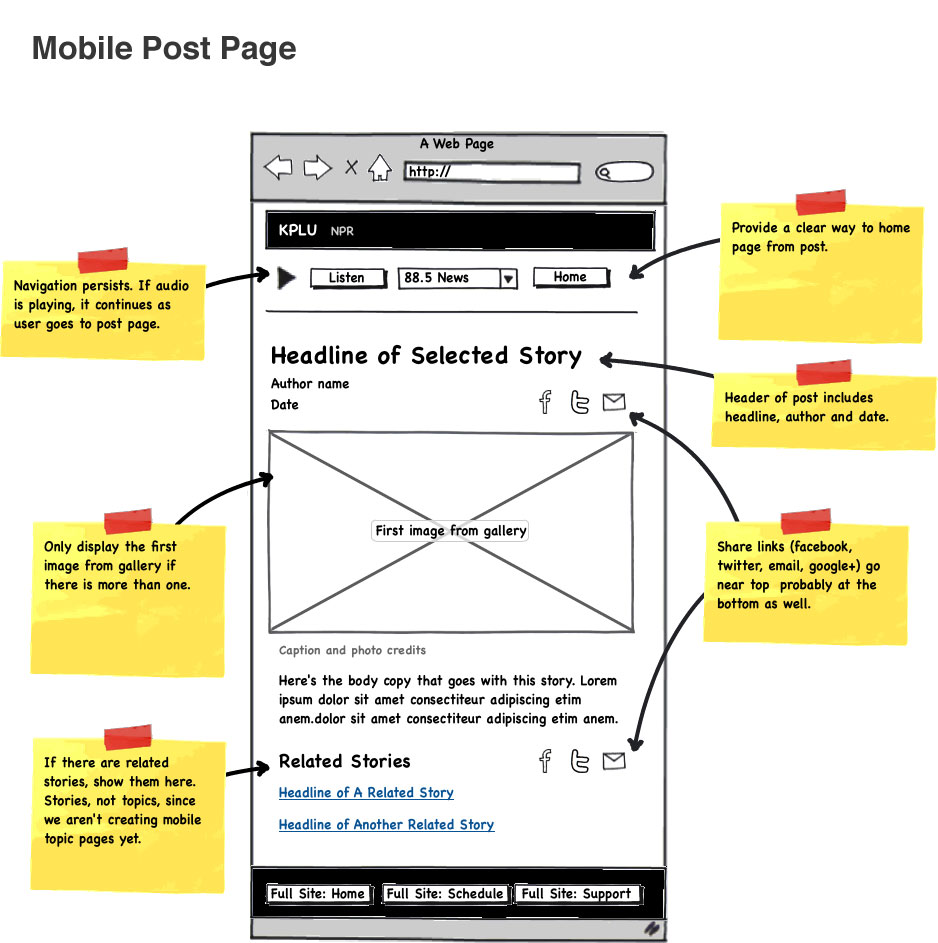 Mobile Post Page
A Web Page
http://
KPLU NPR
Listen
88.5 News
Home
Provide a clear way to home
page from post.
Navigation persists. If audio
is playing, it continues as
user goes to post page.
Headline of Selected Story
Author name
Date
Header of post includes
headline, author and date.
First image from gallery
Only display the first
image from gallery if
there is more than one.
Share links (facebook,
twitter, email, google+) go
near top probably at the
bottom as well.
Caption and photo credits
Here's the body copy that goes with this story. Lorem
ipsum dolor sit amet consectiteur adipiscing etim
anem.dolor sit amet consectiteur adipiscing etim anem.
Related Stories
Headline of A Related Story
Headline of Another Related Story
If there are related
stories, show them here.
Stories, not topics, since
we aren't creating mobile
topic pages yet.
Full Site: Home
Full Site: Schedule
Full Site: Support